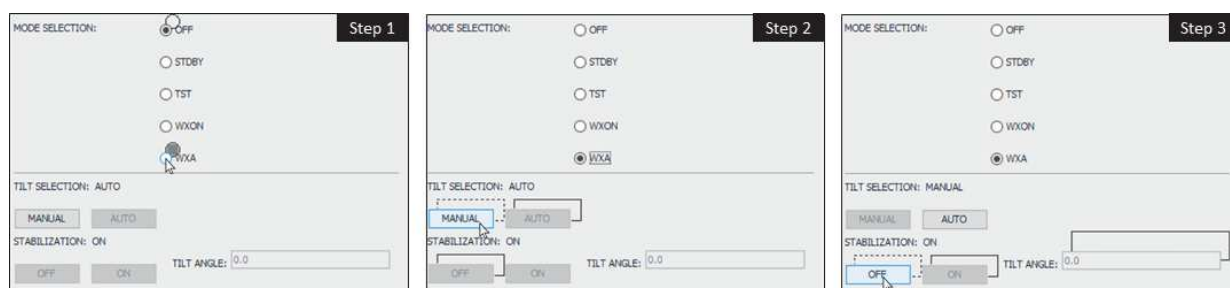 MODE SELECTION:
OFF
Step 1
STDBY
TST
WXON
WXA
TILT SELECTION: AUTO
MANUAL
AUTO
STABILIZATION: ON
OFF
ON
TILT ANGLE:
0.0
MODE SELECTION:
OFF
Step 2
STDBY
TST
WXON
WXA
TILT SELECTION: AUTO
MANUAL
AUTO
STABILIZATION: ON
OFF
ON
TILT ANGLE:
0.0
MODE SELECTION:
OFF
Step 3
STDBY
TST
WXON
WXA
TILT SELECTION: MANUAL
MANUAL
AUTO
STABILIZATION: ON
OFF
ON
TILT ANGLE:
0.0